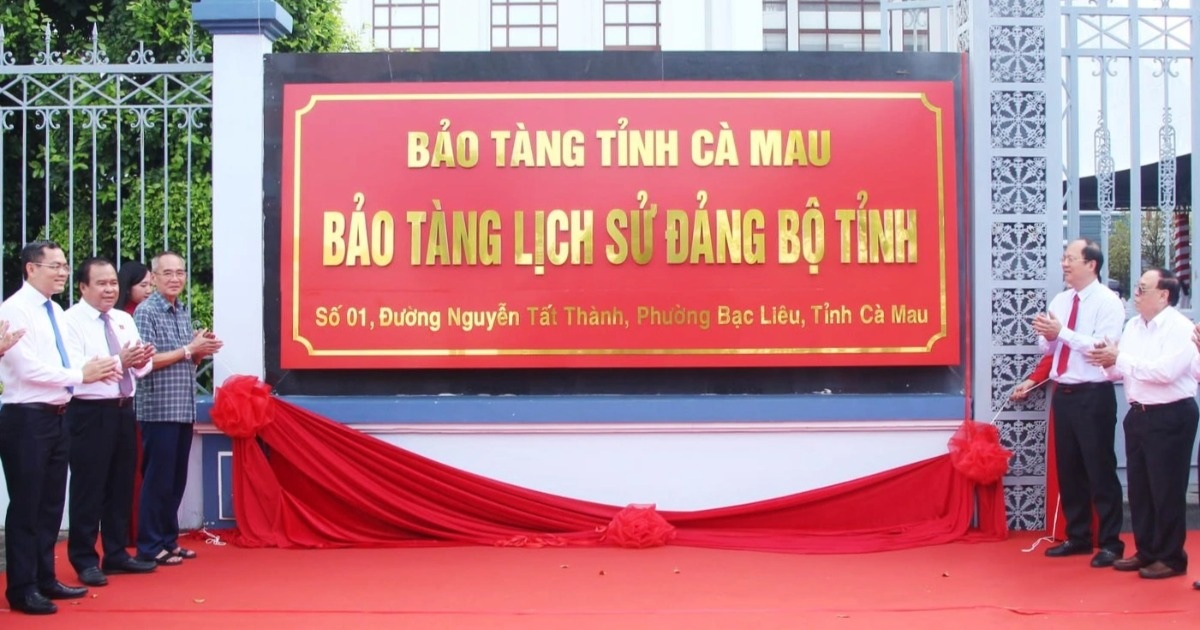 BẢO TÀNG TỈNH CÀ MAU
BẢO TÀNG LỊCH SỬ ĐẢNG BỘ TỈNH
Số 01, Đường Nguyễn Tất Thành, Phường Bạc Liêu, Tỉnh Cà Mau